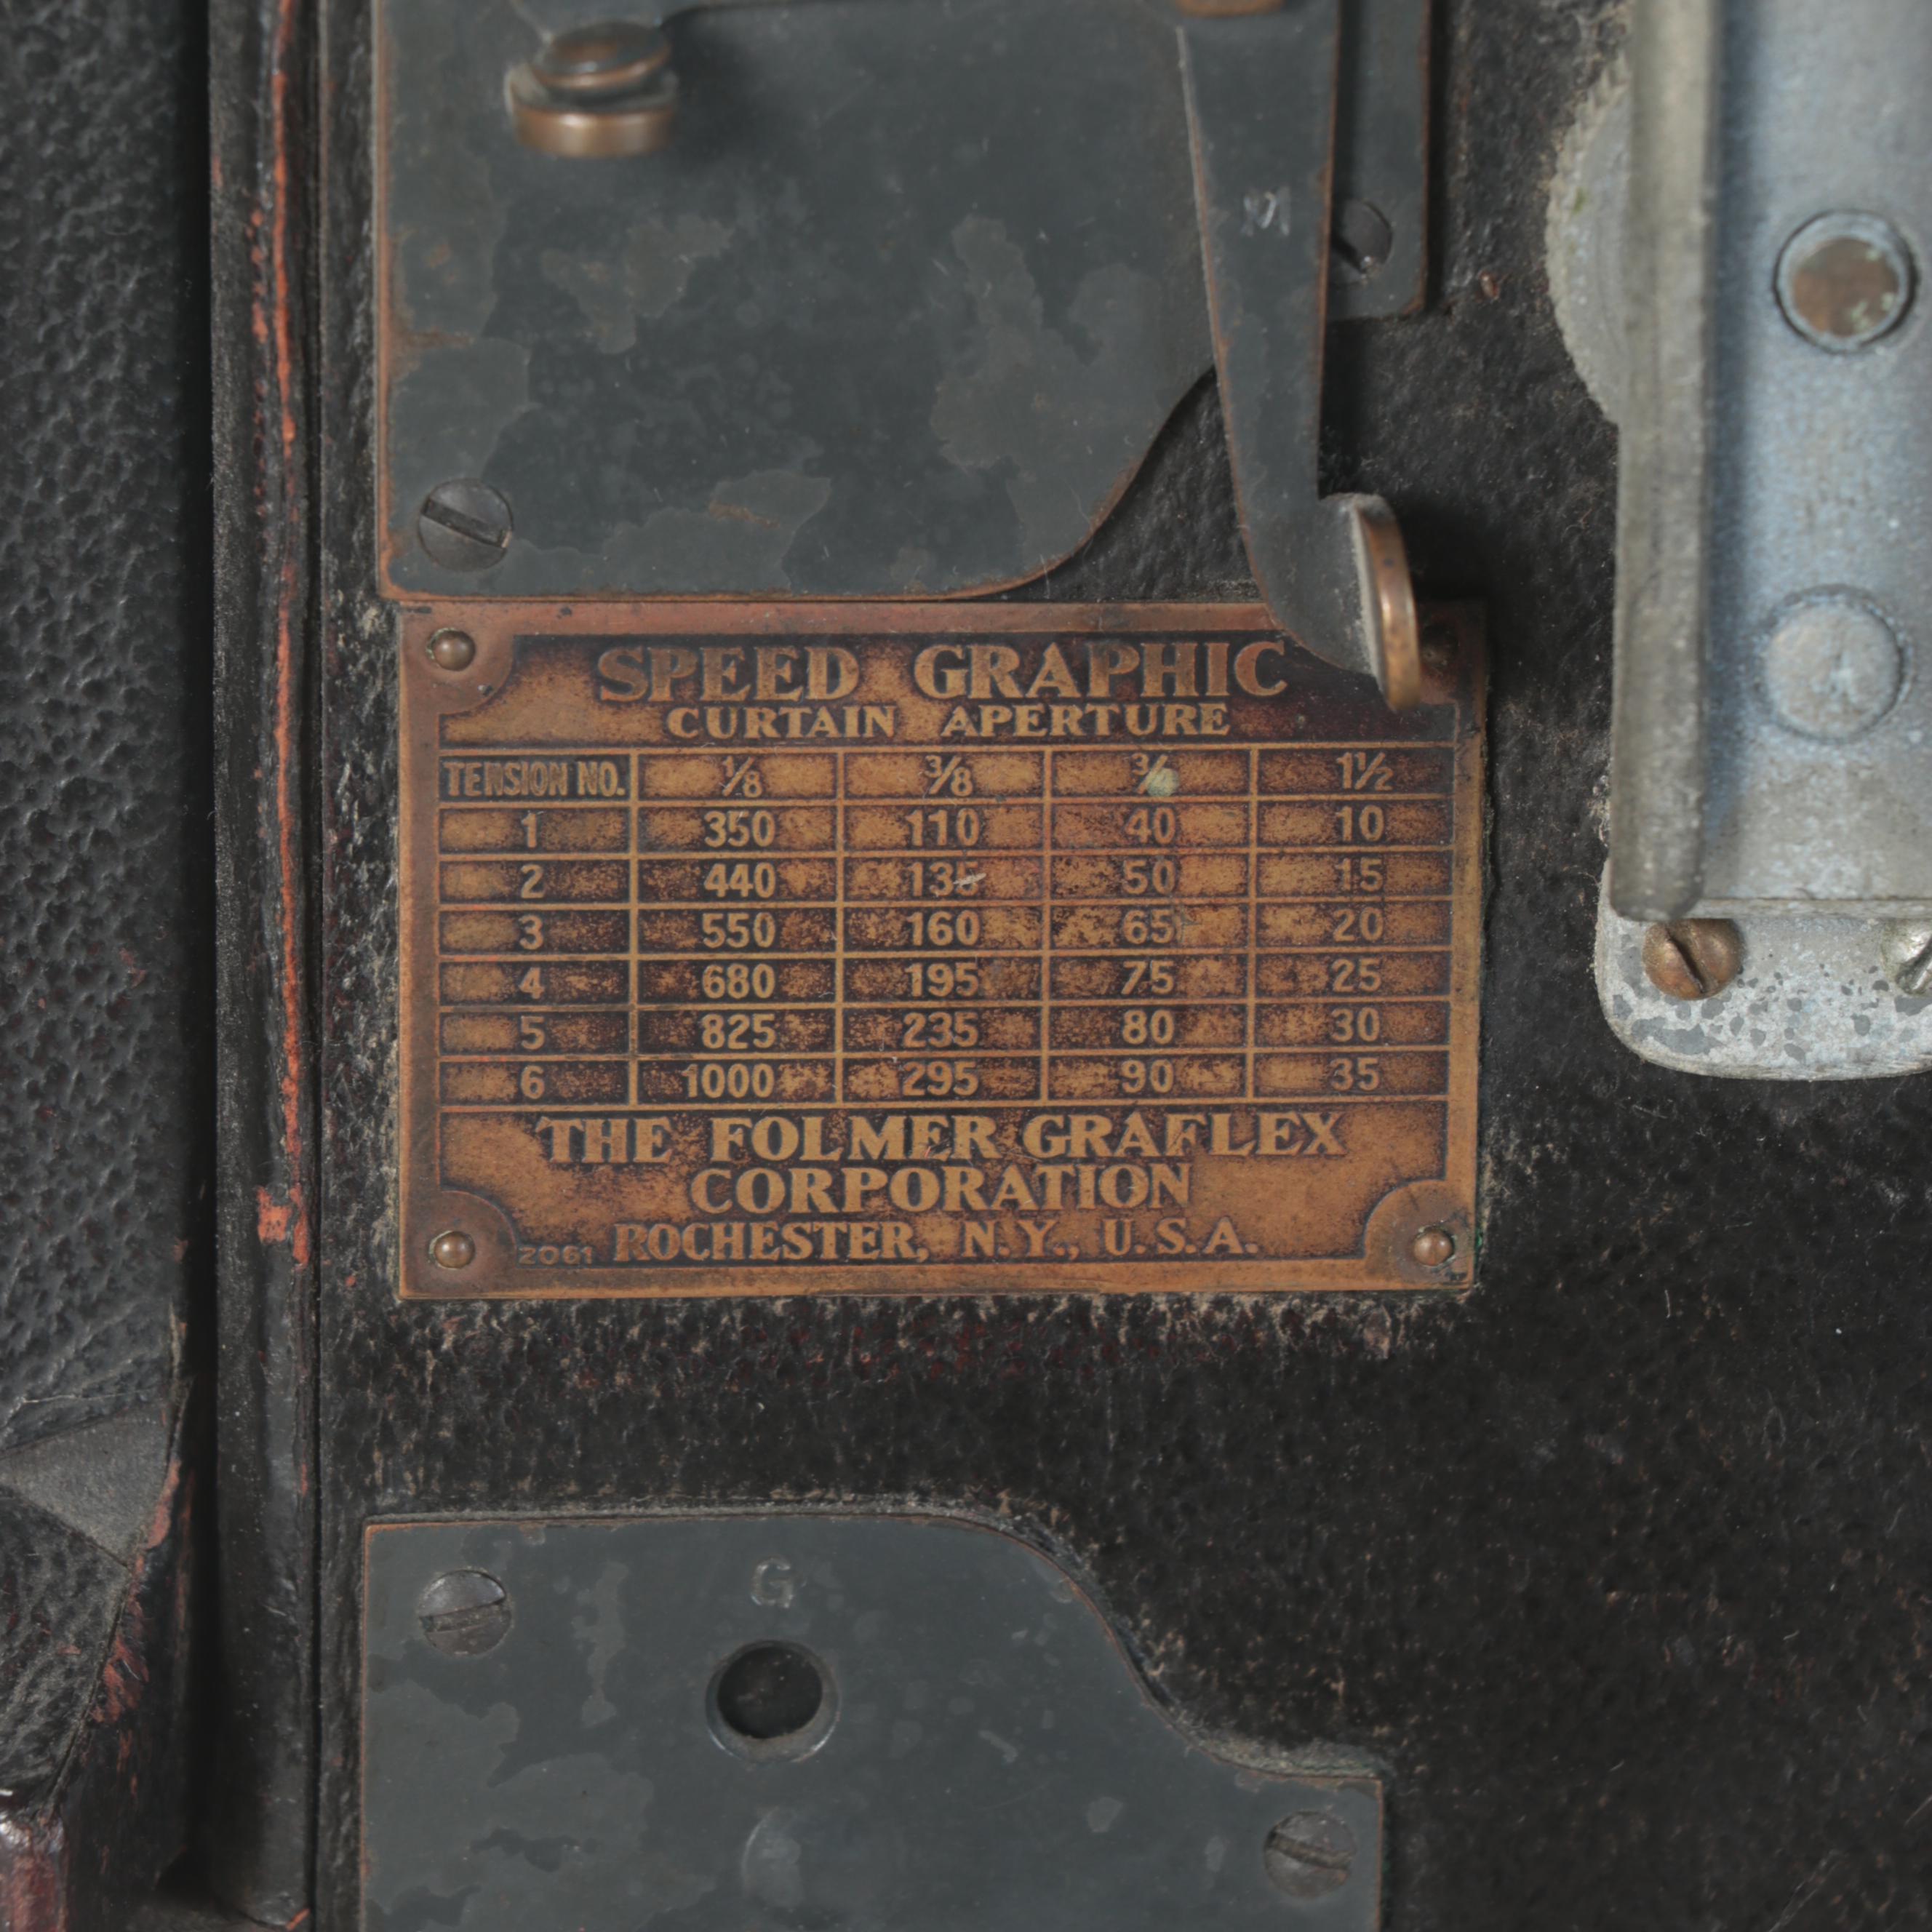 M
SPEED GRAPHIC
CURTAIN APERTURE
TENSION NO. 1/8 3/8 3/4 1 1/2
1 350 110 40 10
2 440 135 50 15
3 550 160 65 20
4 680 195 75 25
5 825 235 80 30
6 1000 295 90 35
THE FOLMER GRAFLEX
CORPORATION
2061 ROCHESTER, N.Y., U.S.A.
G